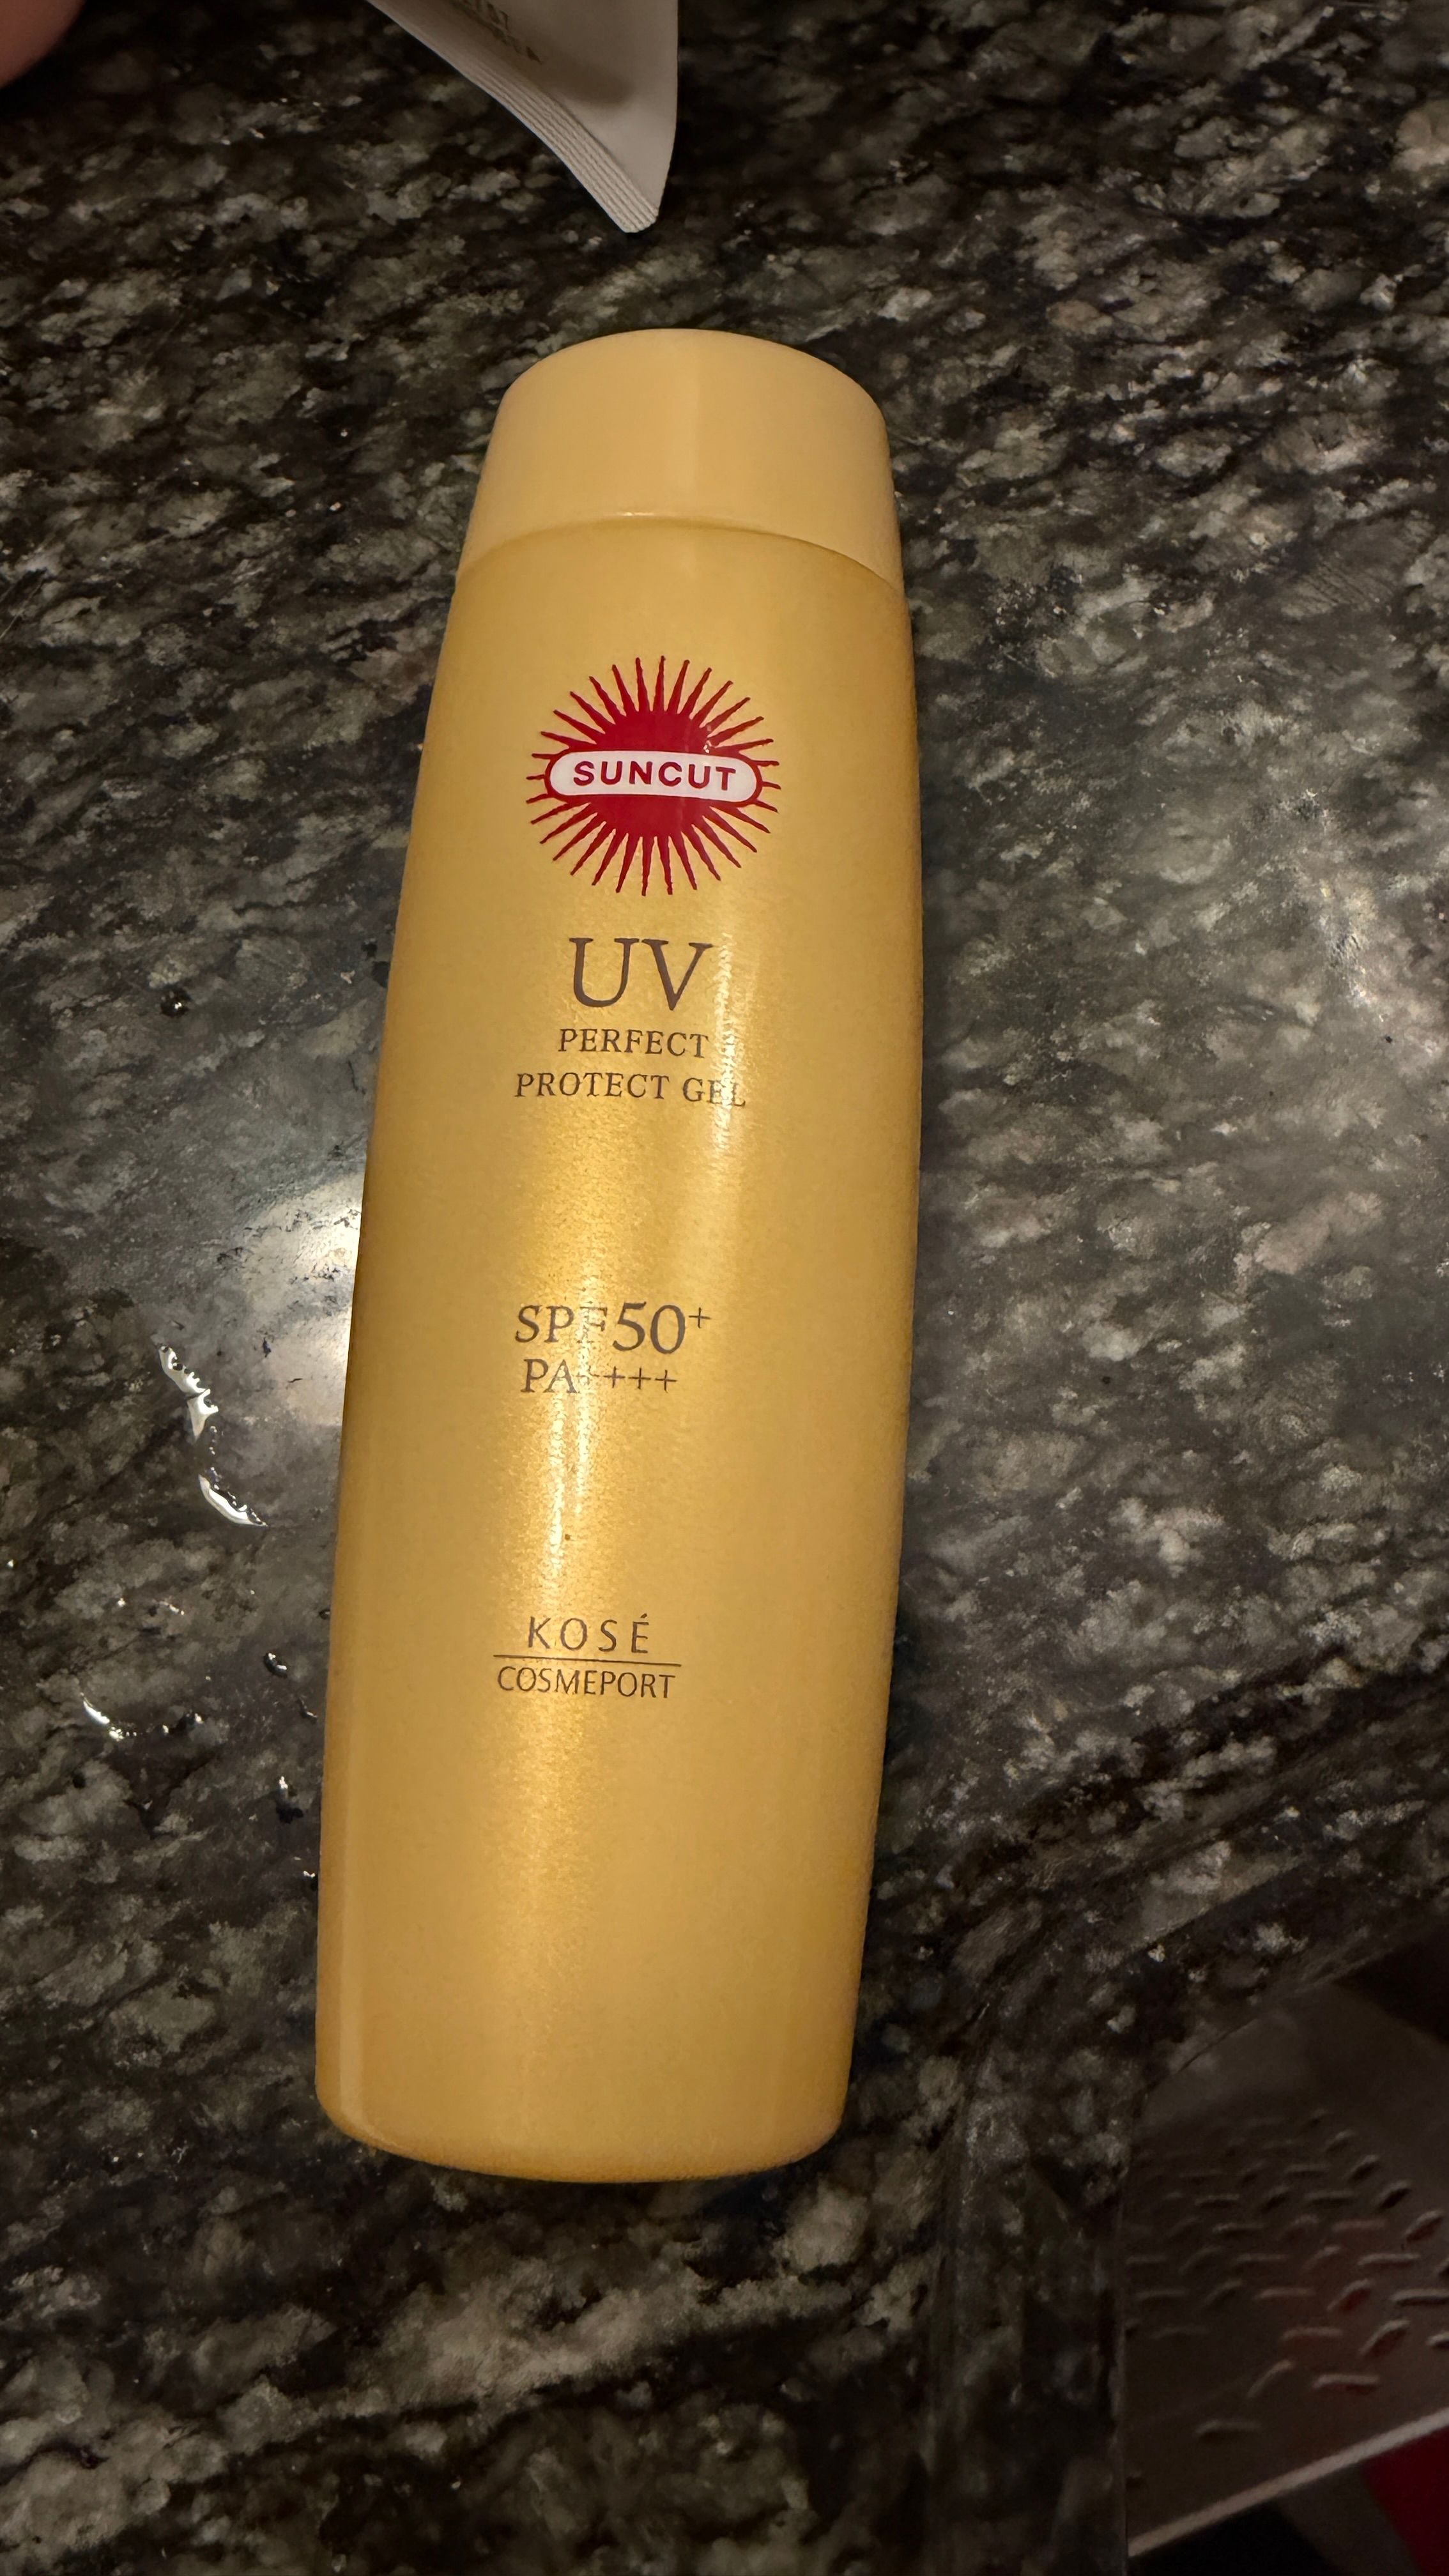 SUNCUT
UV
PERFECT
PROTECT GEL
SPF50+
PA++++
KOSÉ
COSMEPORT